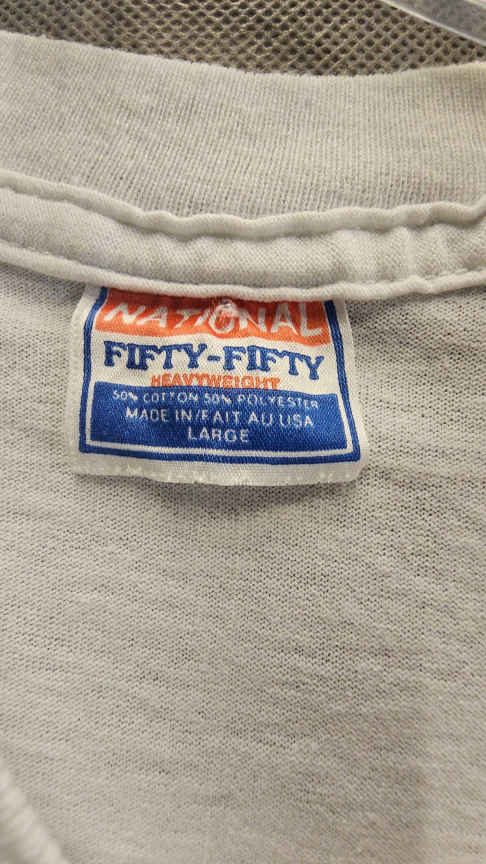 NATIONAL
FIFTY-FIFTY
HEAVYWEIGHT
50% COTTON 50% POLYESTER
MADE IN/FAIT AU USA
LARGE